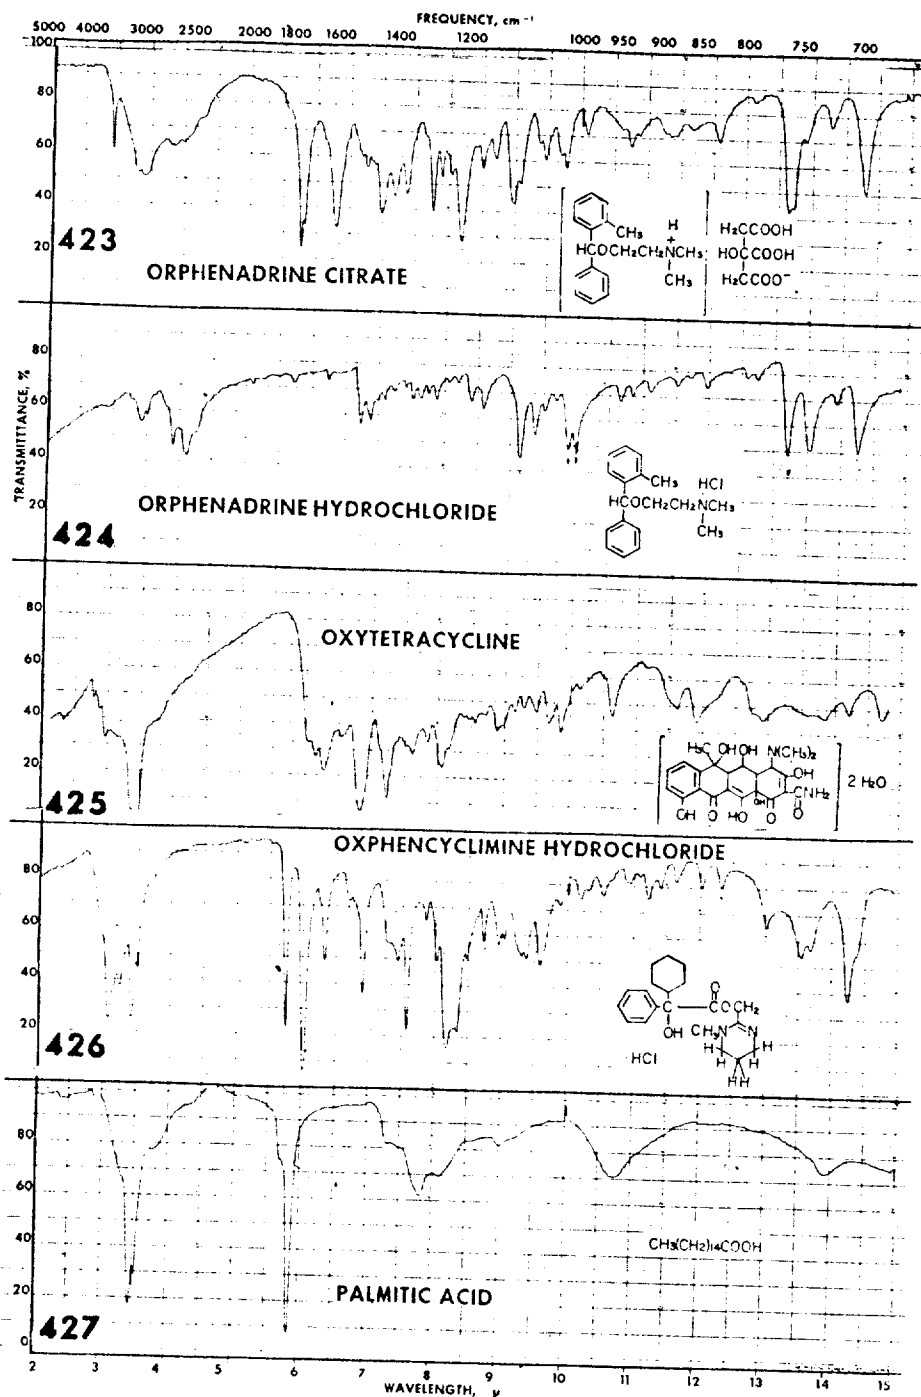 FREQUENCY, cm⁻¹
5000 4000 3000 2500 2000 1800 1600 1400 1200 1000 950 900 850 800 750 700
100
80
60
40
20
423
ORPHENADRINE CITRATE
CH₃ H
+
HCOCH₂CH₂NCH₃
CH₃
H₂CCOOH
HOCCOOH
H₂CCOO⁻
80
60
40
20
TRANSMITTANCE, %
424
ORPHENADRINE HYDROCHLORIDE
CH₃ HCl
HCOCH₂CH₂NCH₃
CH₃
80
60
40
20
425
OXYTETRACYCLINE
H₃C OH OH N(CH₃)₂
OH
CNH₂
OH O HO OH O O
2 H₂O
80
60
40
20
426
OXPHENCYCLIMINE HYDROCHLORIDE
O
C COCH₂
OH CH₃N N
H H
H H
HH
HCl
80
60
40
20
0
427
PALMITIC ACID
CH₃(CH₂)₁₄COOH
2 3 4 5 6 7 8 9 10 11 12 13 14 15
WAVELENGTH, μ